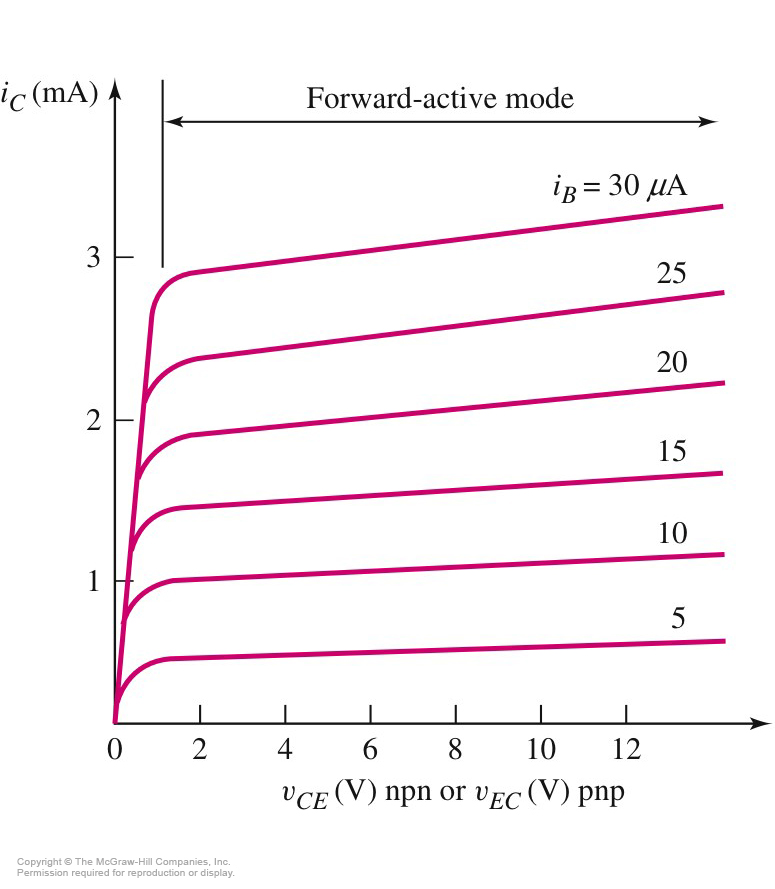 i_C (mA)
Forward-active mode
i_B = 30 μA
3
25
20
2
15
10
1
5
0 2 4 6 8 10 12
v_CE (V) npn or v_EC (V) pnp
Copyright © The McGraw-Hill Companies, Inc.
Permission required for reproduction or display.